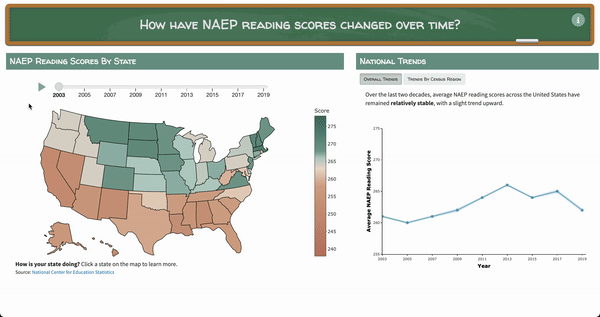 How have NAEP reading scores changed over time?
i
NAEP Reading Scores By State
National Trends
2003 2005 2007 2009 2011 2013 2015 2017 2019
Overall Trends Trends By Census Region
Over the last two decades, average NAEP reading scores across the United States have
remained relatively stable, with a slight trend upward.
Score
275
270
265
260
255
250
245
240
How is your state doing? Click a state on the map to learn more.
Source: National Center for Education Statistics
Average NAEP Reading Score
275
270
265
260
255
2003 2005 2007 2009 2011 2013 2015 2017 2019
Year